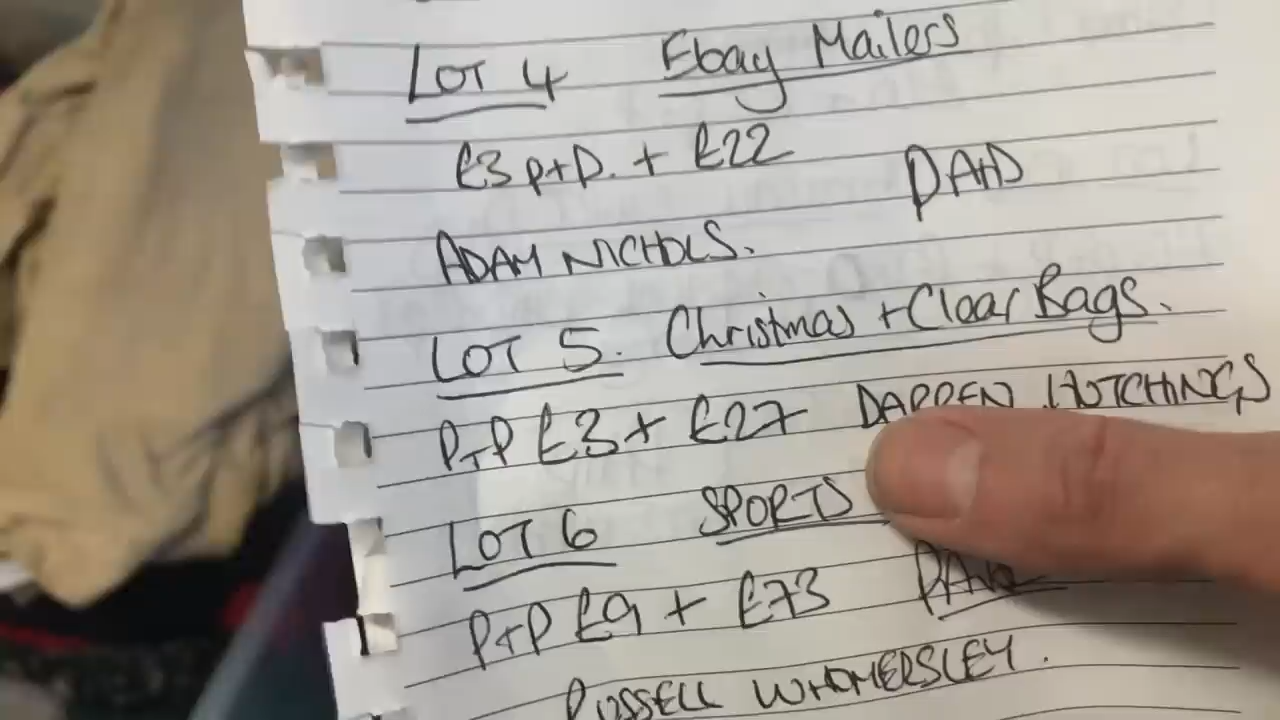 LOT 4 Ebay Mailers
£3 P+P. + £22 PAID
ADAM NICHOLS.
LOT 5. Christmas + Clear Bags.
P+P £3 + £27 DARREN HUTCHINGS
LOT 6 SPORTS
P+P £9 + £73
RUSSELL WHOMERSLEY.